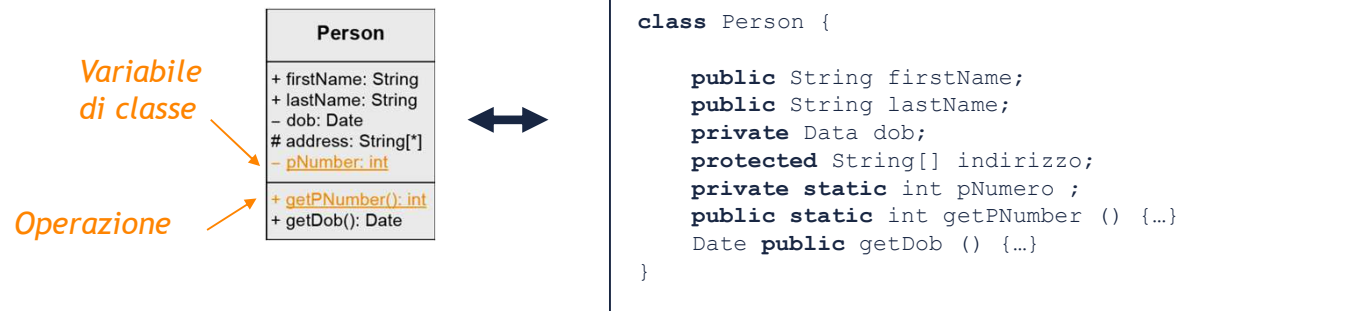 Variabile
di classe
Operazione
Person
+ firstName: String
+ lastName: String
– dob: Date
# address: String[*]
– pNumber: int
+ getPNumber(): int
+ getDob(): Date
class Person {
public String firstName;
public String lastName;
private Data dob;
protected String[] indirizzo;
private static int pNumero ;
public static int getPNumber () {…}
Date public getDob () {…}
}